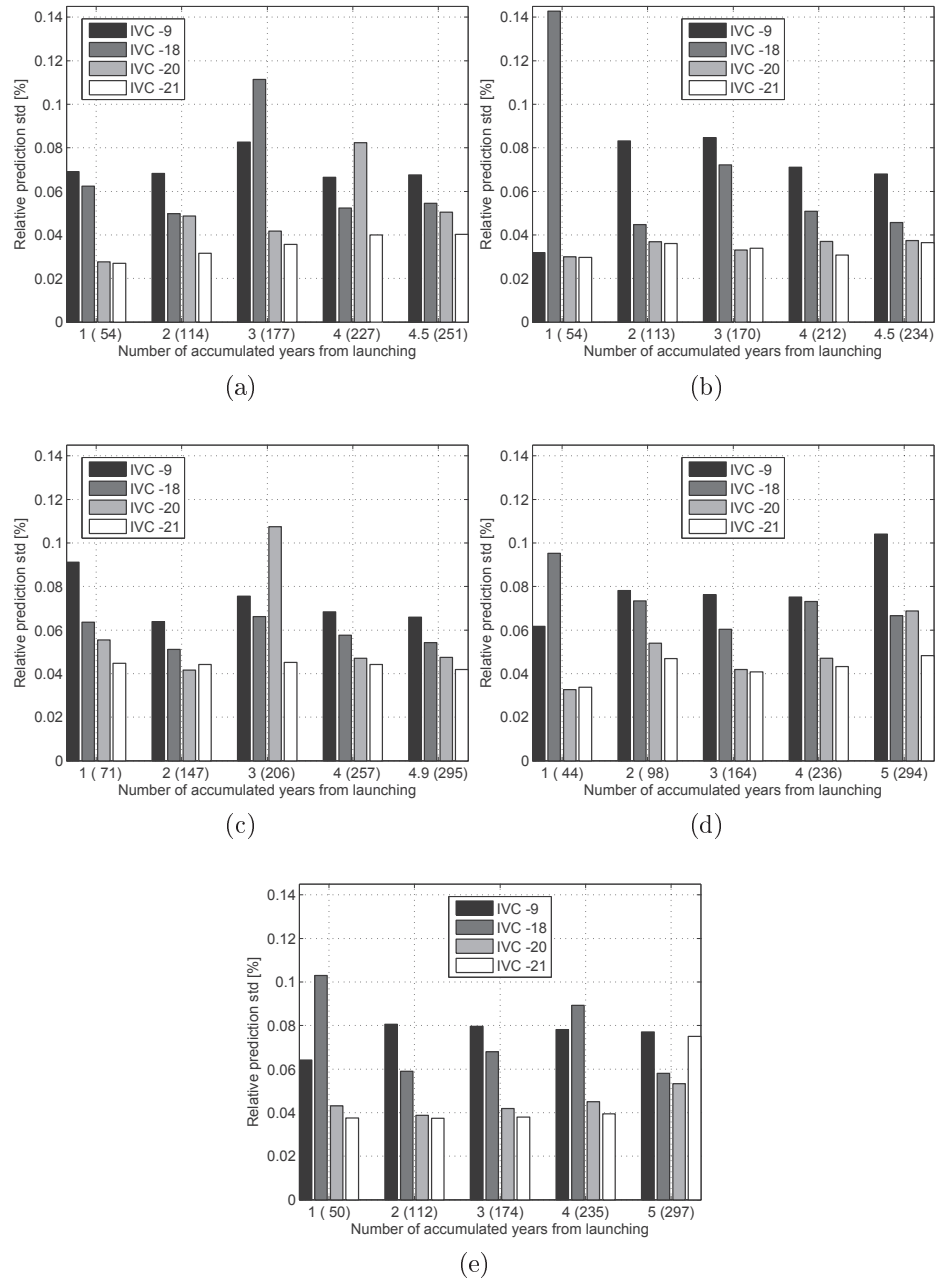 0.14
0.12
0.1
0.08
0.06
0.04
0.02
0
Relative prediction std [%]
IVC -9
IVC -18
IVC -20
IVC -21
1 ( 54) 2 (114) 3 (177) 4 (227) 4.5 (251)
Number of accumulated years from launching
(a)
0.14
0.12
0.1
0.08
0.06
0.04
0.02
0
Relative prediction std [%]
IVC -9
IVC -18
IVC -20
IVC -21
1 ( 54) 2 (113) 3 (170) 4 (212) 4.5 (234)
Number of accumulated years from launching
(b)
0.14
0.12
0.1
0.08
0.06
0.04
0.02
0
Relative prediction std [%]
IVC -9
IVC -18
IVC -20
IVC -21
1 ( 71) 2 (147) 3 (206) 4 (257) 4.9 (295)
Number of accumulated years from launching
(c)
0.14
0.12
0.1
0.08
0.06
0.04
0.02
0
Relative prediction std [%]
IVC -9
IVC -18
IVC -20
IVC -21
1 ( 44) 2 ( 98) 3 (164) 4 (236) 5 (294)
Number of accumulated years from launching
(d)
0.14
0.12
0.1
0.08
0.06
0.04
0.02
0
Relative prediction std [%]
IVC -9
IVC -18
IVC -20
IVC -21
1 ( 50) 2 (112) 3 (174) 4 (235) 5 (297)
Number of accumulated years from launching
(e)